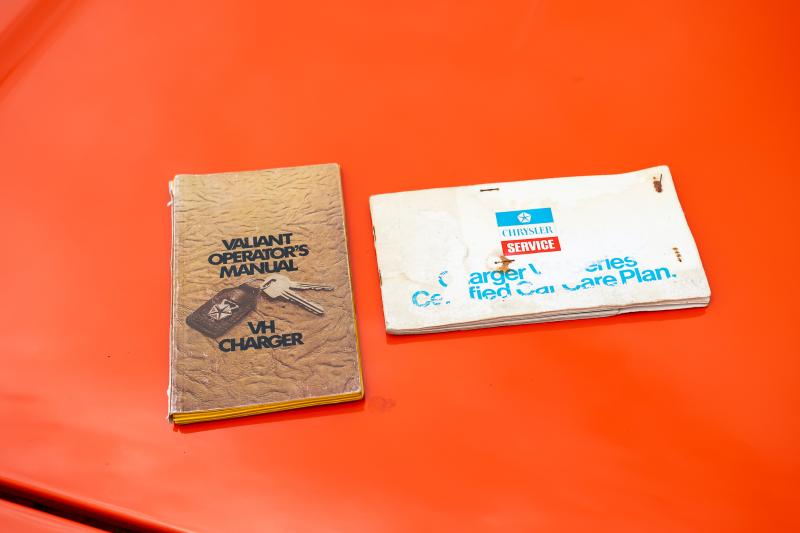 VALIANT
OPERATOR'S
MANUAL
VH
CHARGER
CHRYSLER
SERVICE
Care Plan.